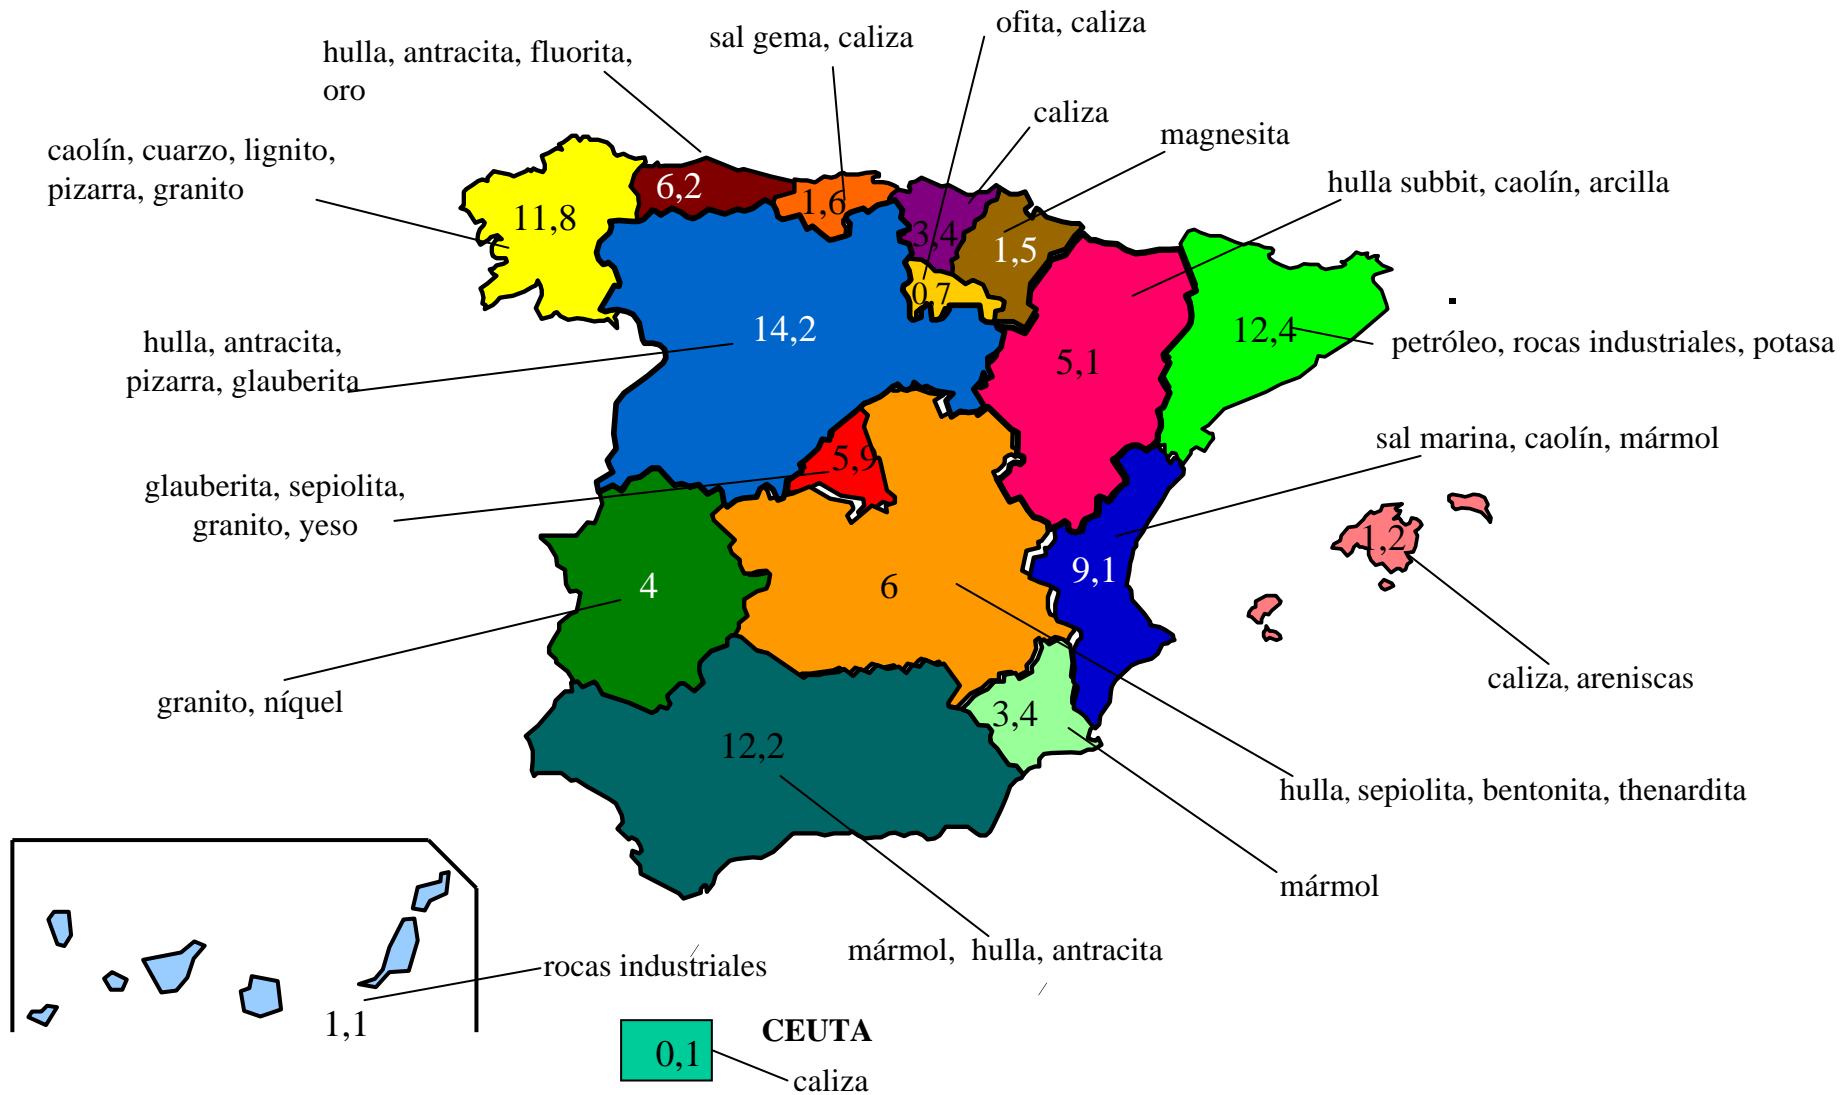 ofita, caliza
sal gema, caliza
hulla, antracita, fluorita,
oro
caliza
magnesita
caolín, cuarzo, lignito,
pizarra, granito
hulla subbit, caolín, arcilla
6,2
1,6
11,8
3,4
1,5
0,7
14,2
12,4
5,1
hulla, antracita,
pizarra, glauberita
petróleo, rocas industriales, potasa
sal marina, caolín, mármol
5,9
glauberita, sepiolita,
granito, yeso
1,2
9,1
4
6
caliza, areniscas
granito, níquel
3,4
12,2
hulla, sepiolita, bentonita, thenardita
mármol
mármol, hulla, antracita
rocas industriales
1,1
CEUTA
0,1
caliza